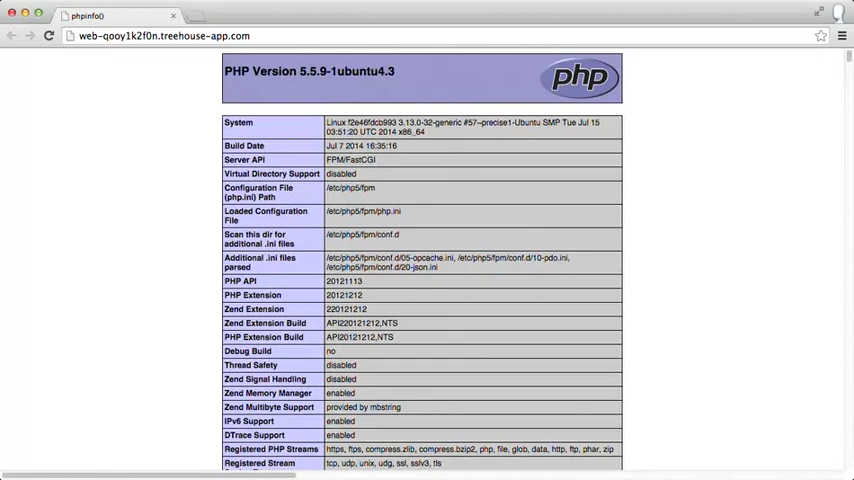 phpinfo()
web-qooy1k2f0n.treehouse-app.com
PHP Version 5.5.9-1ubuntu4.3
php
System
Linux f2e46fdcb993 3.13.0-32-generic #57~precise1-Ubuntu SMP Tue Jul 15
03:51:20 UTC 2014 x86_64
Build Date
Jul 7 2014 16:35:16
Server API
FPM/FastCGI
Virtual Directory Support
disabled
Configuration File
(php.ini) Path
/etc/php5/fpm
Loaded Configuration
File
/etc/php5/fpm/php.ini
Scan this dir for
additional .ini files
/etc/php5/fpm/conf.d
Additional .ini files
parsed
/etc/php5/fpm/conf.d/05-opcache.ini, /etc/php5/fpm/conf.d/10-pdo.ini,
/etc/php5/fpm/conf.d/20-json.ini
PHP API
20121113
PHP Extension
20121212
Zend Extension
220121212
Zend Extension Build
API220121212,NTS
PHP Extension Build
API20121212,NTS
Debug Build
no
Thread Safety
disabled
Zend Signal Handling
disabled
Zend Memory Manager
enabled
Zend Multibyte Support
provided by mbstring
IPv6 Support
enabled
DTrace Support
enabled
Registered PHP Streams
https, ftps, compress.zlib, compress.bzip2, php, file, glob, data, http, ftp, phar, zip
Registered Stream
tcp, udp, unix, udg, ssl, sslv3, tls